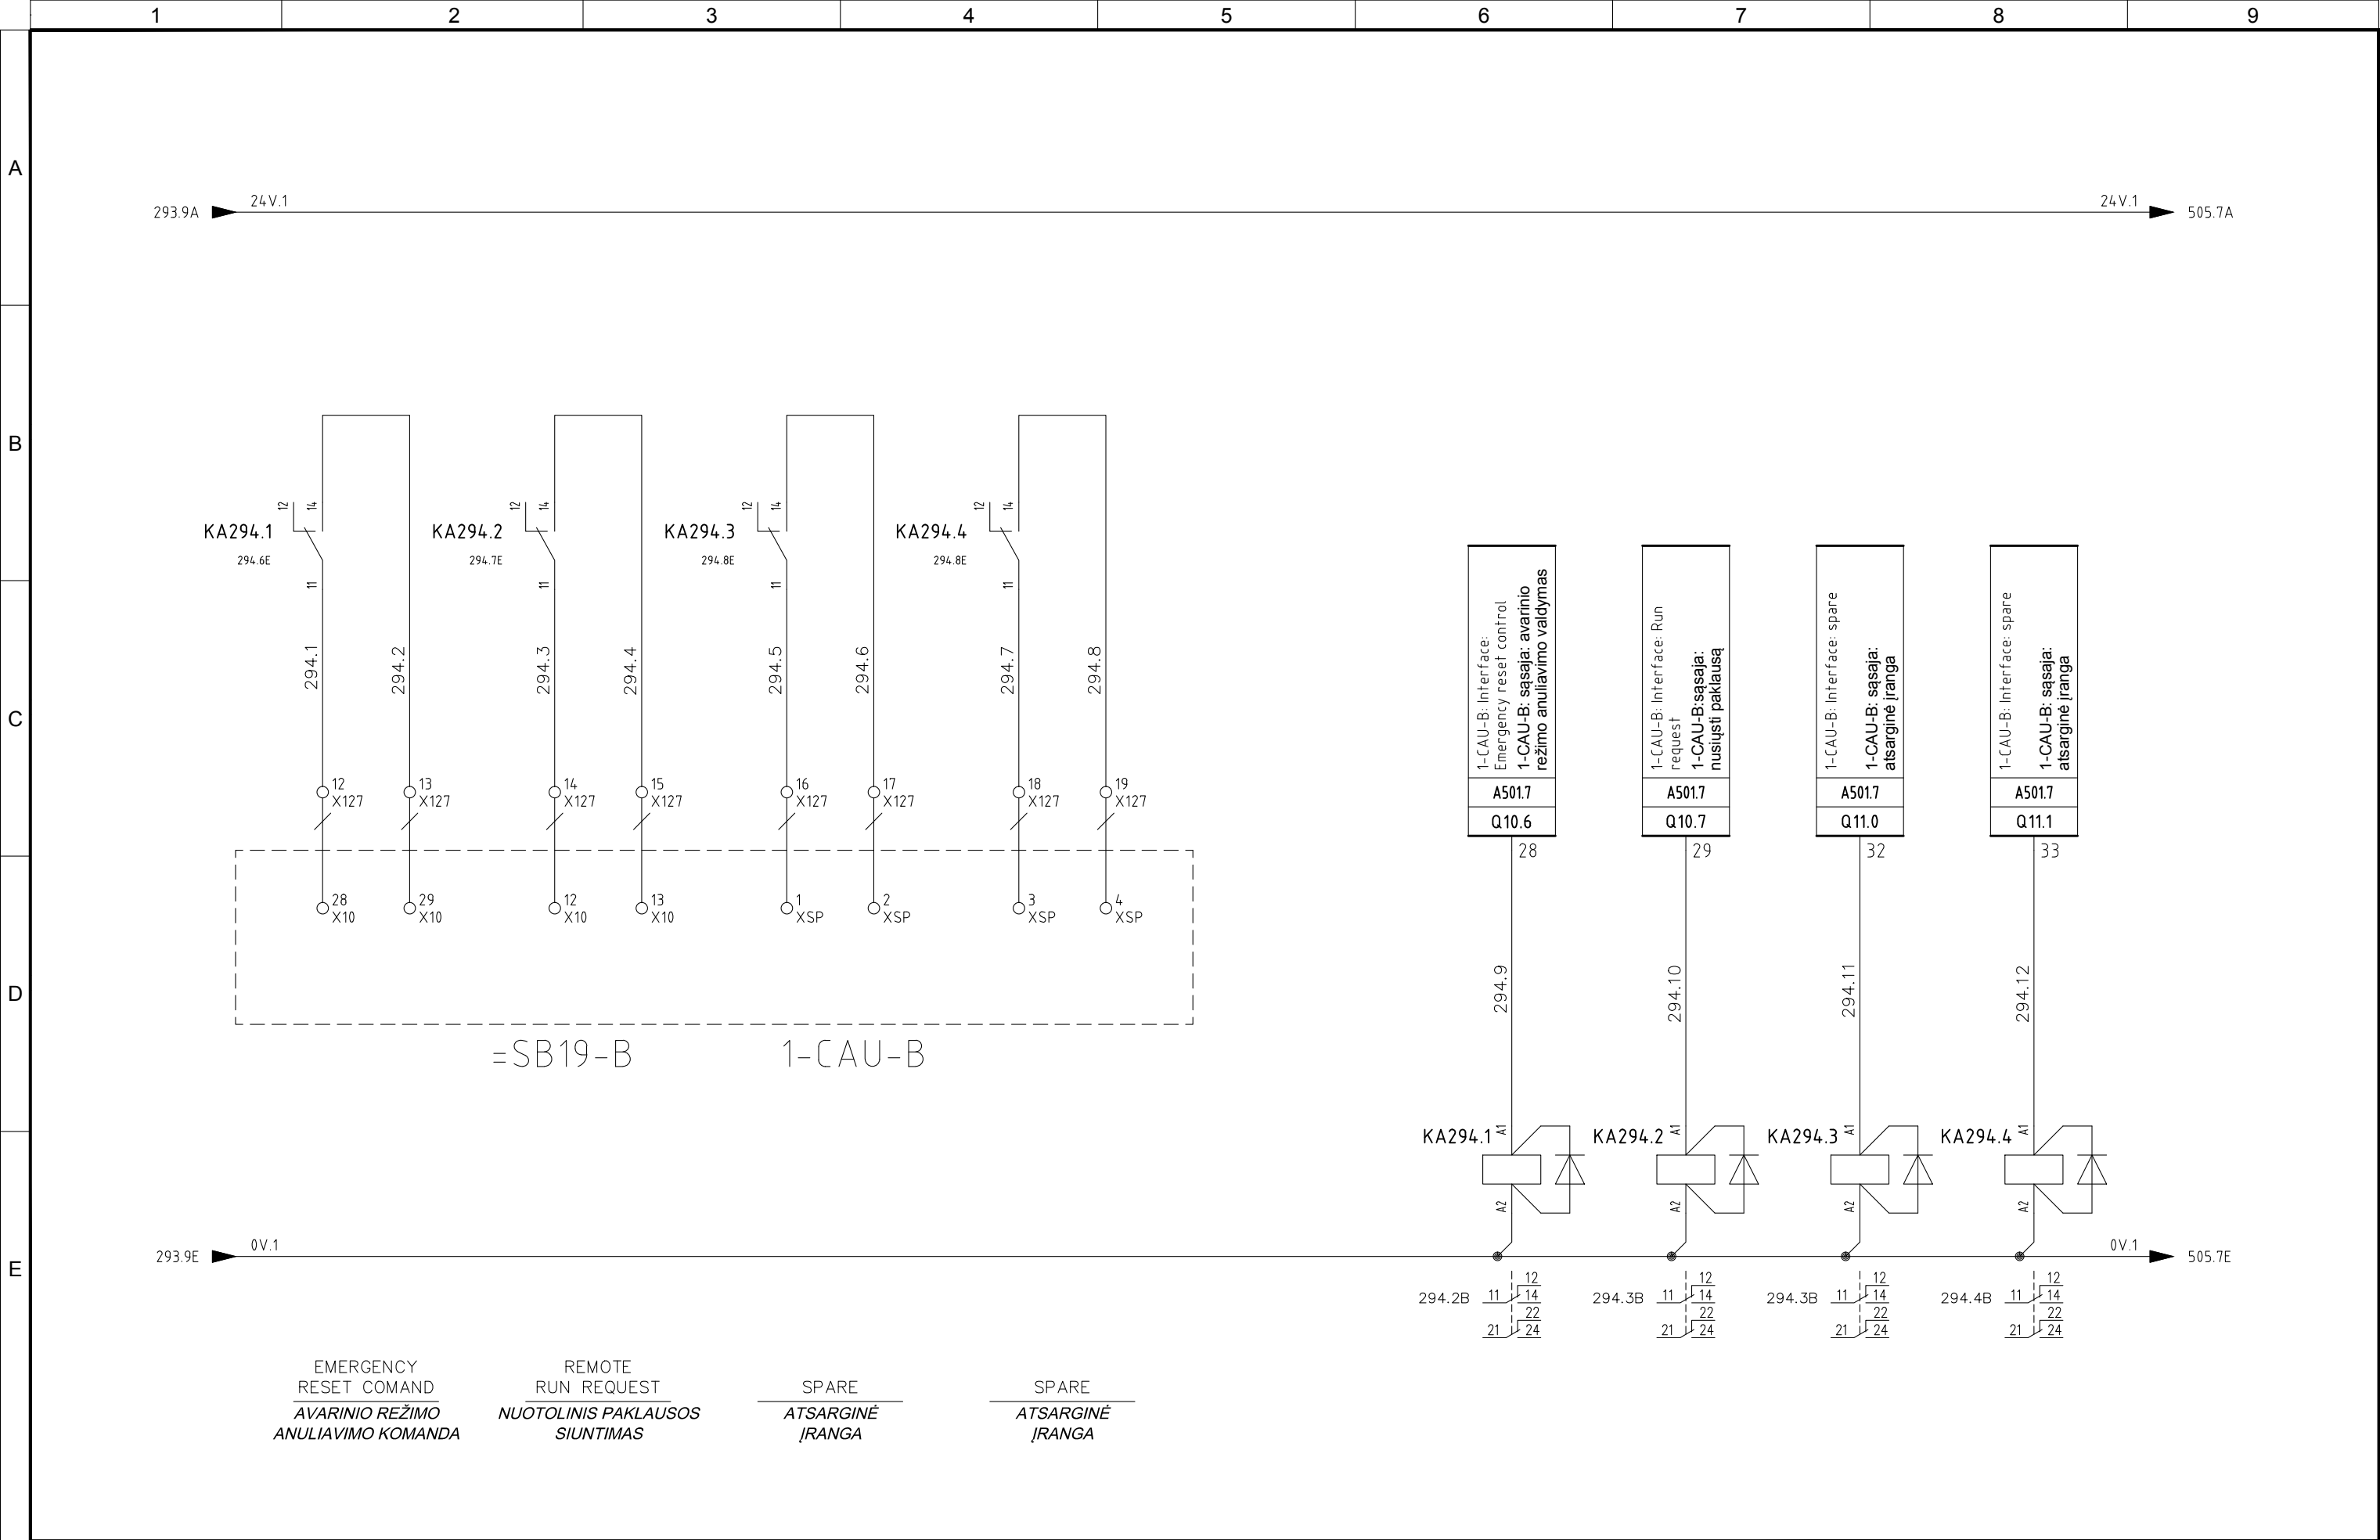 1 2 3 4 5 6 7 8 9
A
24V.1 24V.1
293.9A 505.7A
B
12 14 12 14 12 14 12 14
KA294.1 KA294.2 KA294.3 KA294.4
294.6E 294.7E 294.8E 294.8E
11 11 11 11
294.1 294.2 294.3 294.4 294.5 294.6 294.7 294.8
C
12 13 14 15 16 17 18 19
X127 X127 X127 X127 X127 X127 X127 X127
28 29 12 13 1 2 3 4
X10 X10 X10 X10 XSP XSP XSP XSP
=SB19-B 1-CAU-B
1-CAU-B: Interface:
Emergency reset control
1-CAU-B: sąsaja: avarinio
režimo anuliavimo valdymas
A501.7
Q10.6
28
1-CAU-B: Interface: Run
request
1-CAU-B:sąsaja:
nusiųsti paklausą
A501.7
Q10.7
29
1-CAU-B: Interface: spare
1-CAU-B: sąsaja:
atsarginė įranga
A501.7
Q11.0
32
1-CAU-B: Interface: spare
1-CAU-B: sąsaja:
atsarginė įranga
A501.7
Q11.1
33
D
294.9 294.10 294.11 294.12
KA294.1 A1 KA294.2 A1 KA294.3 A1 KA294.4 A1
A2 A2 A2 A2
E
0V.1 0V.1
293.9E 505.7E
12 12 12 12
294.2B 11 14 294.3B 11 14 294.3B 11 14 294.4B 11 14
22 22 22 22
21 24 21 24 21 24 21 24
EMERGENCY
RESET COMAND
AVARINIO REŽIMO
ANULIAVIMO KOMANDA
REMOTE
RUN REQUEST
NUOTOLINIS PAKLAUSOS
SIUNTIMAS
SPARE
ATSARGINĖ
ĮRANGA
SPARE
ATSARGINĖ
ĮRANGA